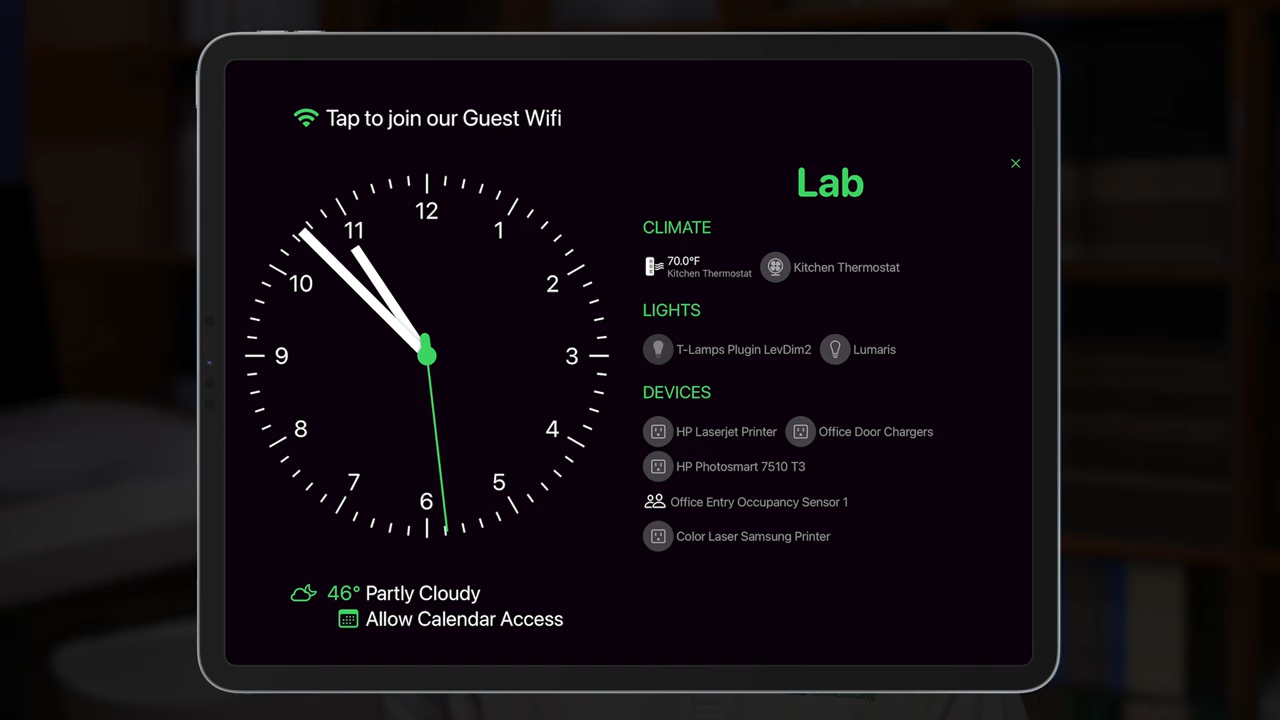 Tap to join our Guest Wifi
12
11
1
10
2
9
3
8
4
7
5
6
46° Partly Cloudy
Allow Calendar Access
Lab
CLIMATE
70.0°F
Kitchen Thermostat
Kitchen Thermostat
LIGHTS
T-Lamps Plugin LevDim2
Lumaris
DEVICES
HP Laserjet Printer
Office Door Chargers
HP Photosmart 7510 T3
Office Entry Occupancy Sensor 1
Color Laser Samsung Printer